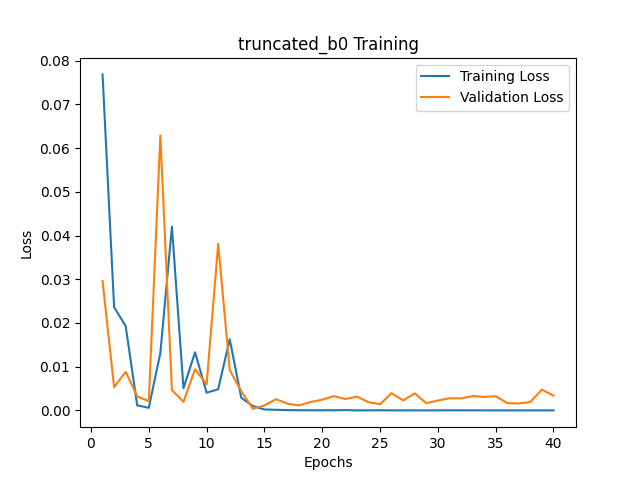 truncated_b0 Training
Training Loss
Validation Loss
0.08
0.07
0.06
0.05
0.04
0.03
0.02
0.01
0.00
Loss
0 5 10 15 20 25 30 35 40
Epochs